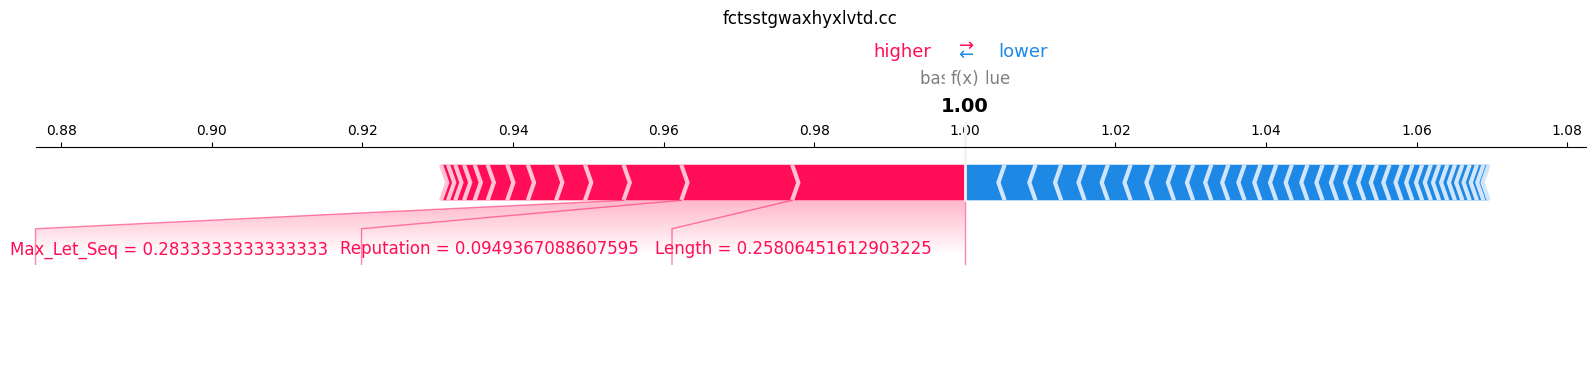 fctsstgwaxhyxlvtd.cc
higher → ← lower
f(x)
1.00
0.88 0.90 0.92 0.94 0.96 0.98 1.00 1.02 1.04 1.06 1.08
Max_Let_Seq = 0.2833333333333333 Reputation = 0.0949367088607595 Length = 0.25806451612903225